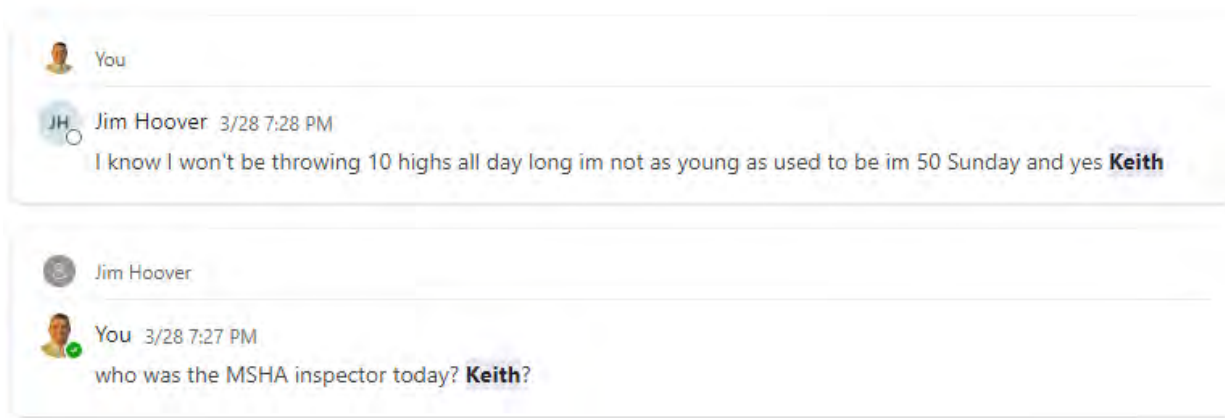 You
JH
Jim Hoover 3/28 7:28 PM
I know I won't be throwing 10 highs all day long im not as young as used to be im 50 Sunday and yes Keith
Jim Hoover
You 3/28 7:27 PM
who was the MSHA inspector today? Keith?